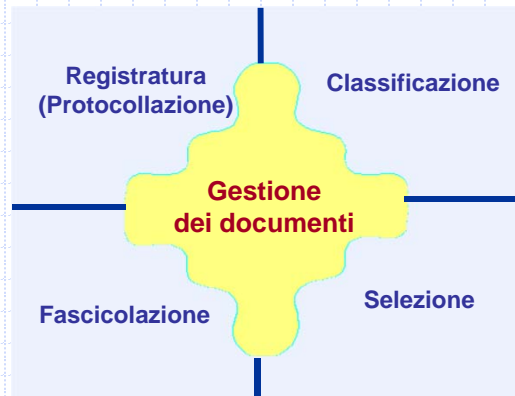 Registratura
(Protocollazione)
Classificazione
Gestione
dei documenti
Fascicolazione
Selezione